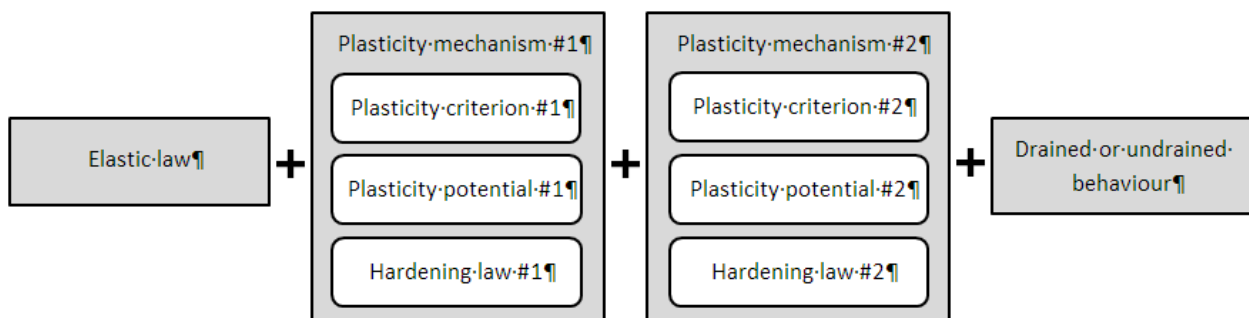 Elastic·law¶
+
Plasticity·mechanism·#1¶
Plasticity·criterion·#1¶
Plasticity·potential·#1¶
Hardening·law·#1¶
+
Plasticity·mechanism·#2¶
Plasticity·criterion·#2¶
Plasticity·potential·#2¶
Hardening·law·#2¶
+
Drained·or·undrained·
behaviour¶